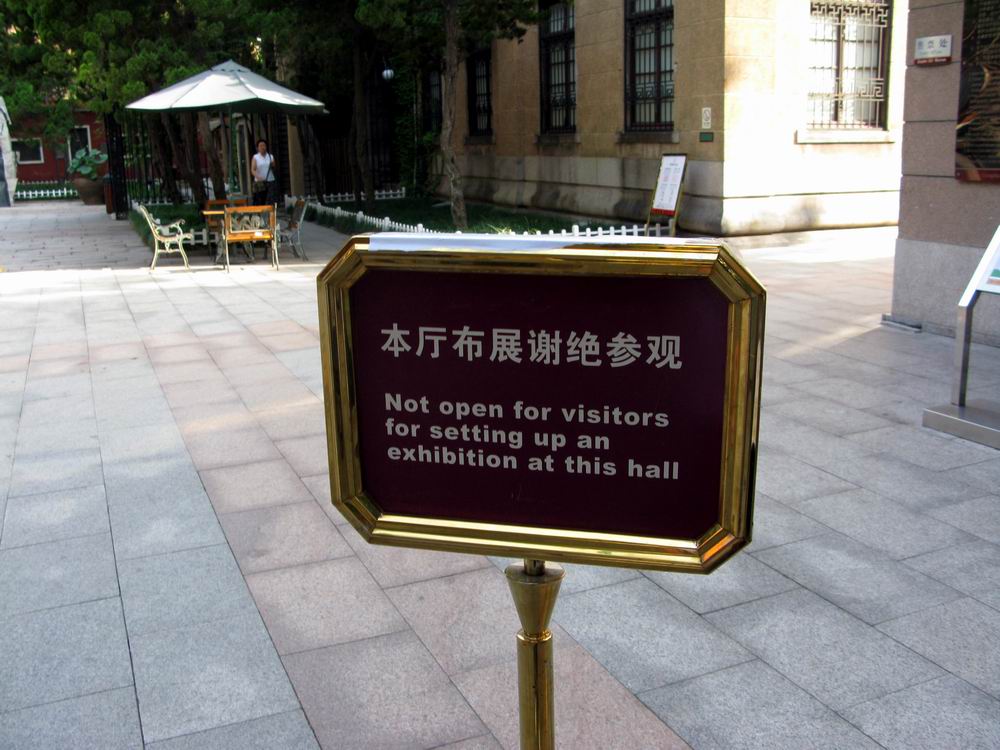 本厅布展谢绝参观
Not open for visitors
for setting up an
exhibition at this hall